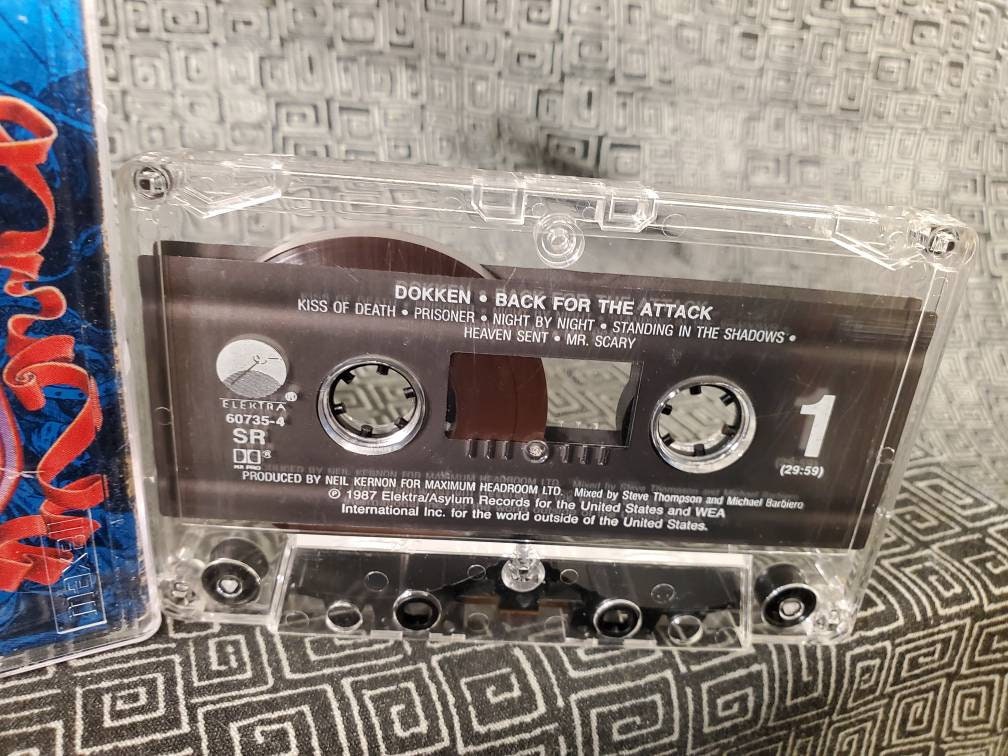 DOKKEN • BACK FOR THE ATTACK
KISS OF DEATH • PRISONER • NIGHT BY NIGHT • STANDING IN THE SHADOWS •
HEAVEN SENT • MR. SCARY
ELEKTRA®
60735-4
SR
®
HX PRO
1
(29:59)
PRODUCED BY NEIL KERNON FOR MAXIMUM HEADROOM LTD. Mixed by Steve Thompson and Michael Barbiero
℗ 1987 Elektra/Asylum Records for the United States and WEA
International Inc. for the world outside of the United States.